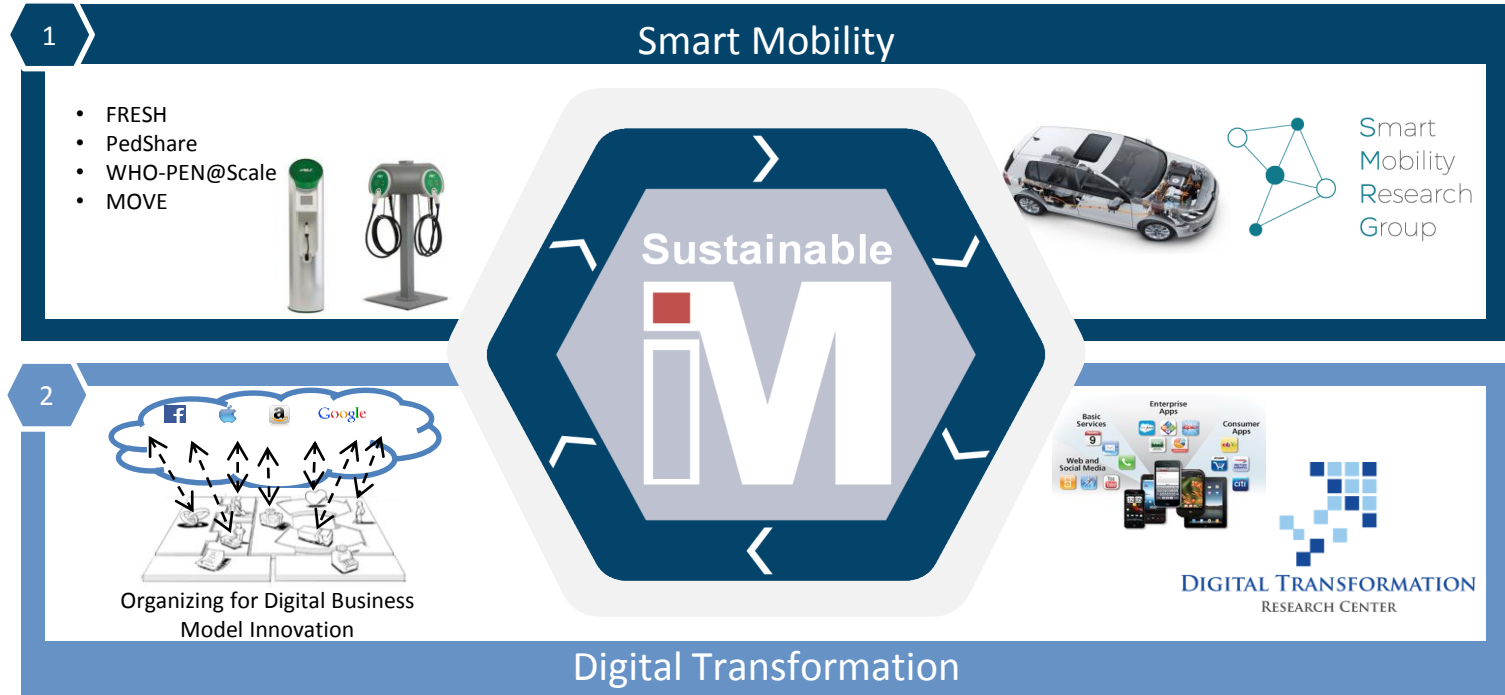 1
Smart Mobility
• FRESH
• PedShare
• WHO-PEN@Scale
• MOVE
Smart
Mobility
Research
Group
Sustainable
iM
2
Google
Organizing for Digital Business
Model Innovation
Enterprise
Apps
Basic
Services
Consumer
Apps
9
Web and
Social Media
citi
DIGITAL TRANSFORMATION
RESEARCH CENTER
Digital Transformation